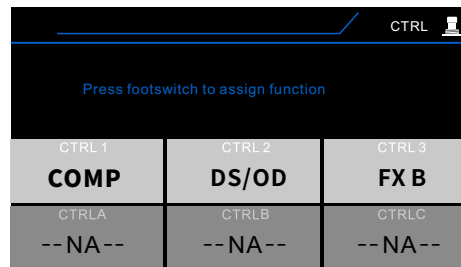 CTRL
Press footswitch to assign function
CTRL 1 CTRL 2 CTRL 3
COMP DS/OD FX B
CTRLA CTRLB CTRLC
--NA-- --NA-- --NA--